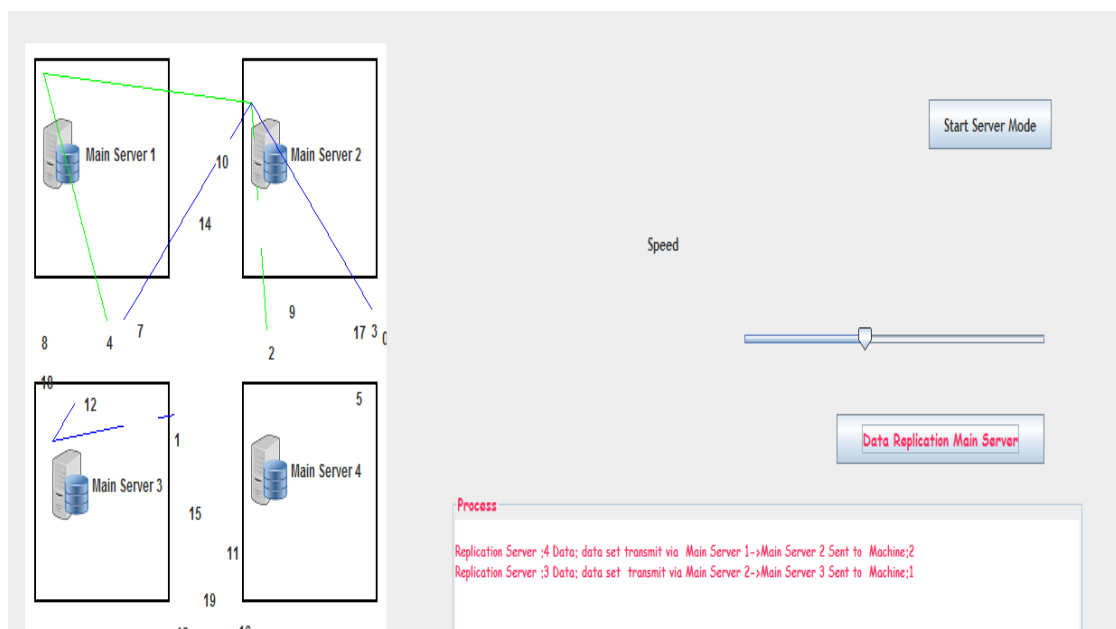 Start Server Mode
Main Server 1
Main Server 2
10
14
Speed
9
7
17 3
0
8
4
2
18
5
12
1
Data Replication Main Server
Main Server 4
Main Server 3
Process
15
11
Replication Server ;4 Data; data set transmit via Main Server 1->Main Server 2 Sent to Machine;2
Replication Server ;3 Data; data set transmit via Main Server 2->Main Server 3 Sent to Machine;1
19